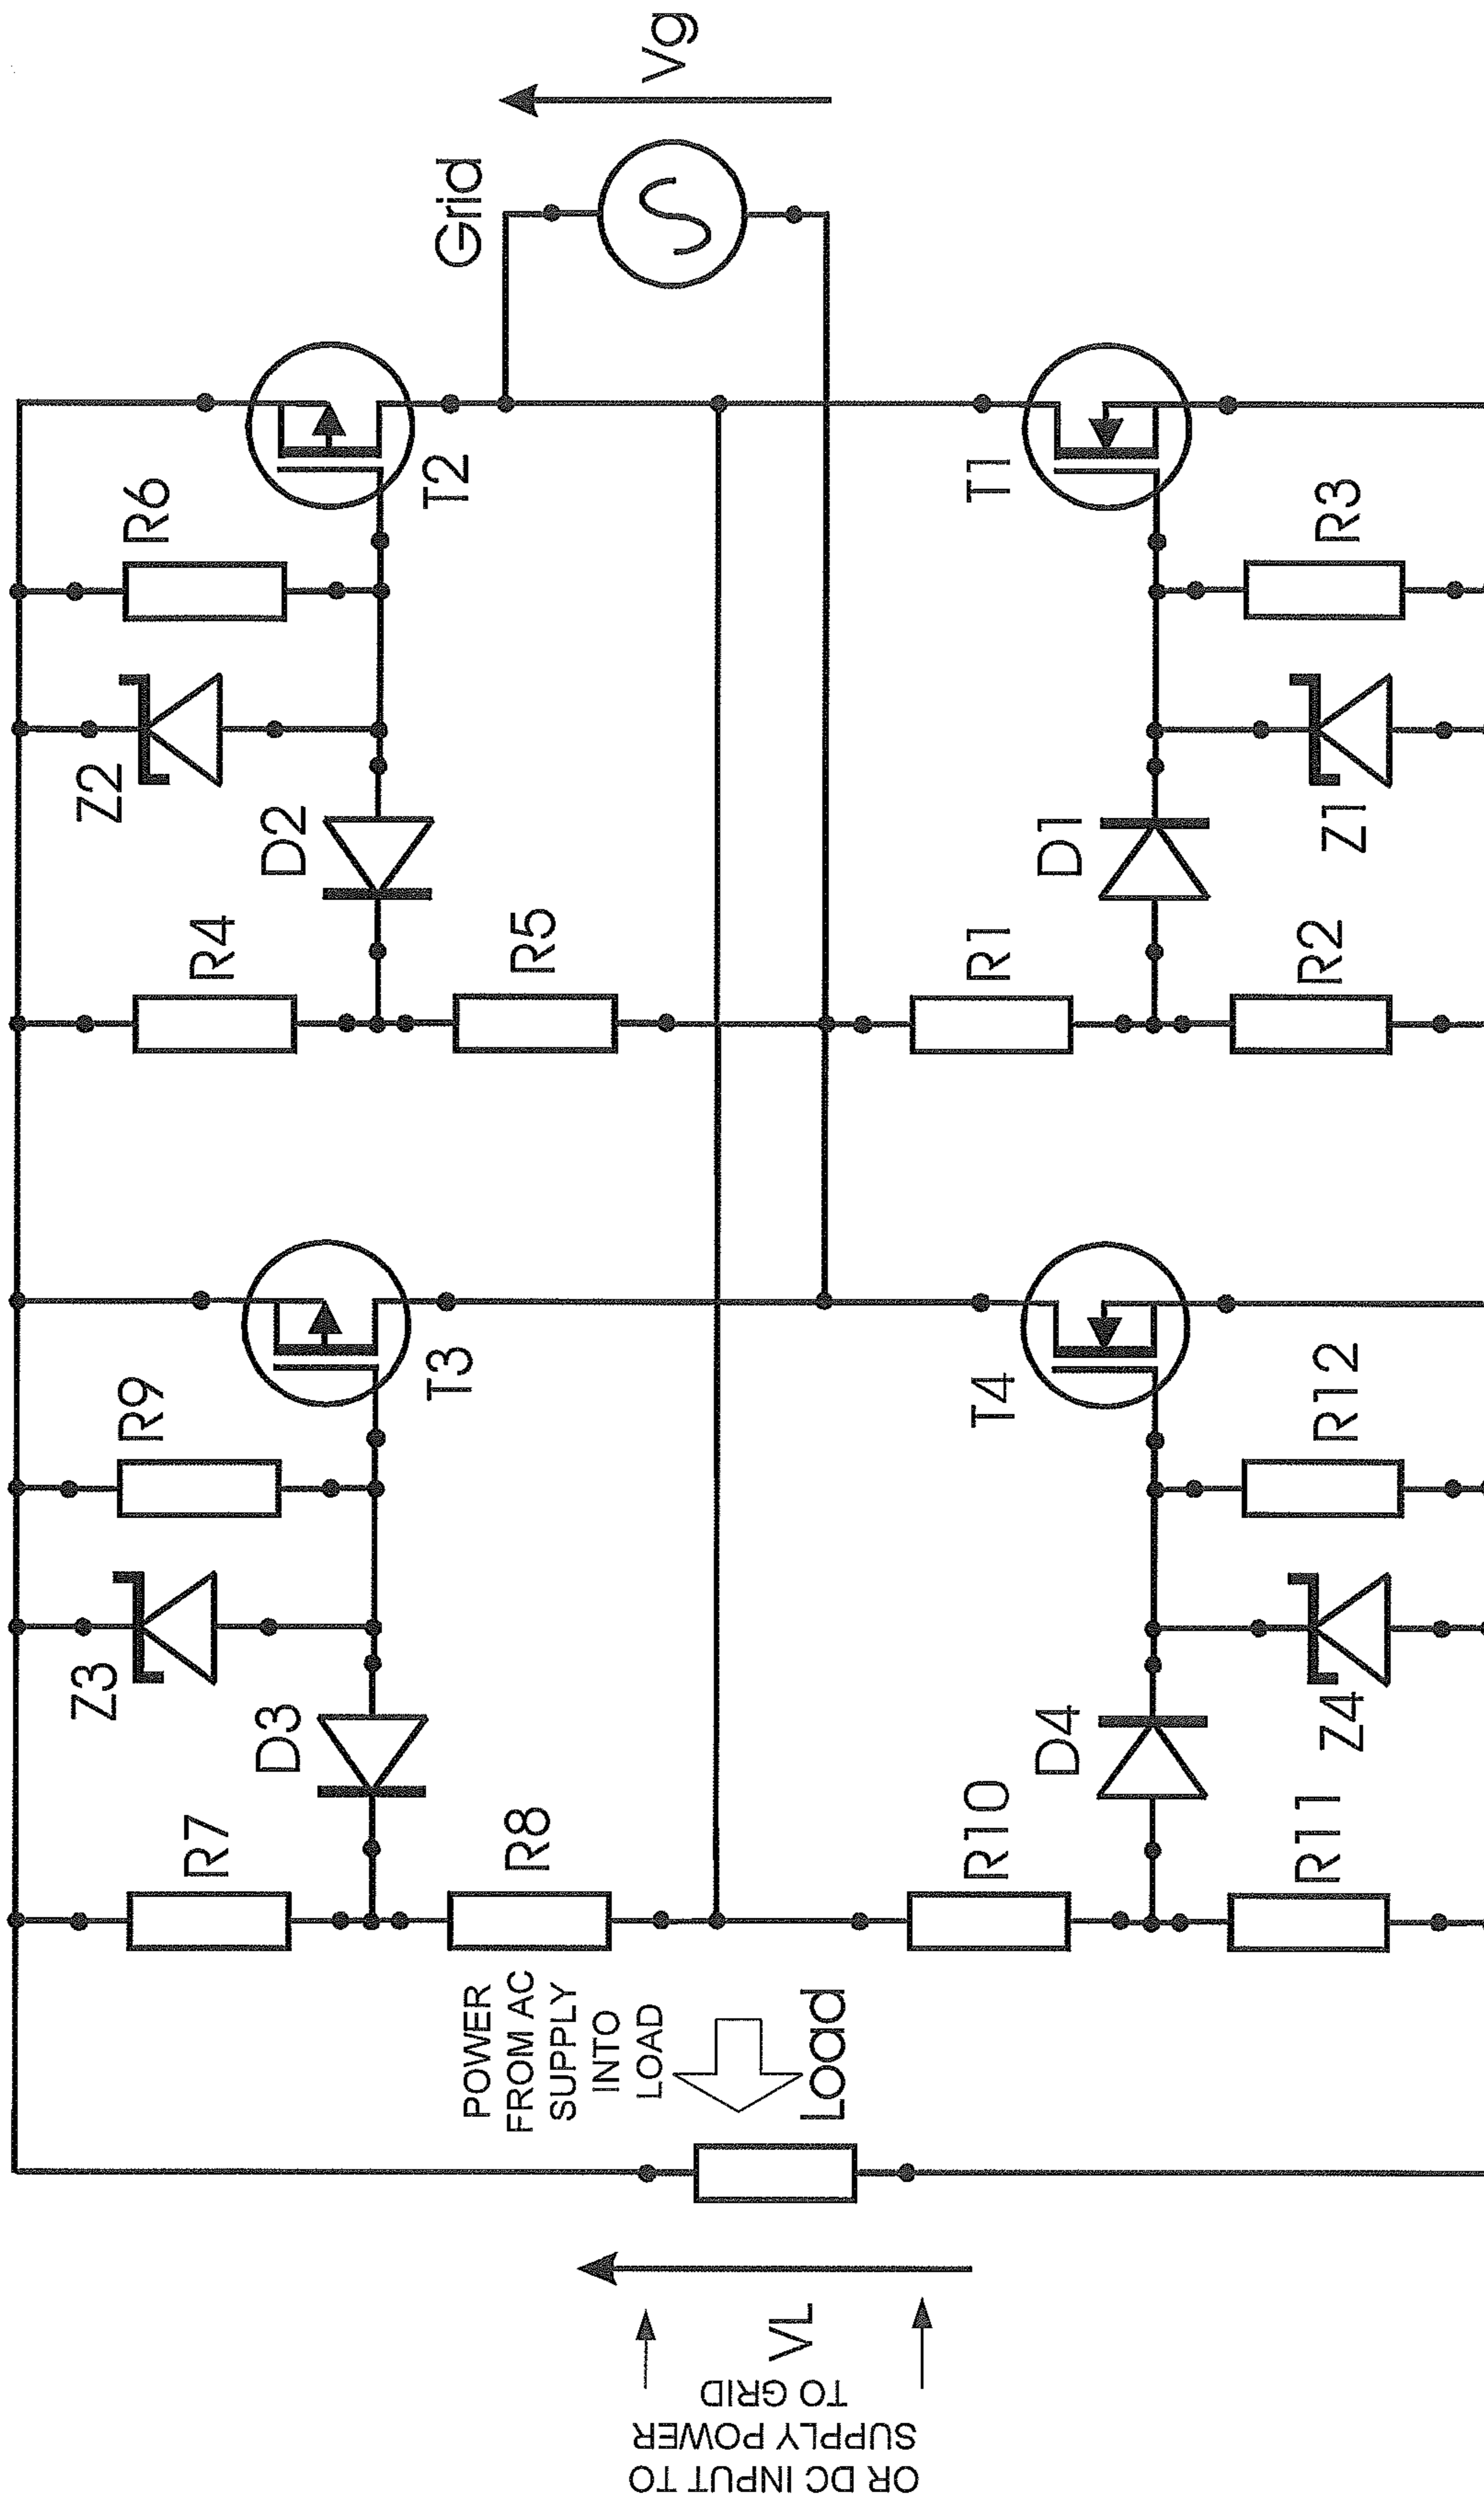 Vg
Grid
T2
R6
Z2
D2
R4
R5
T1
R3
Z1
D1
R1
R2
T3
R9
Z3
D3
R7
R8
T4
R12
Z4
D4
R10
R11
POWER
FROM AC
SUPPLY
INTO
LOAD
Load
VL
OR DC INPUT TO
SUPPLY POWER
TO GRID